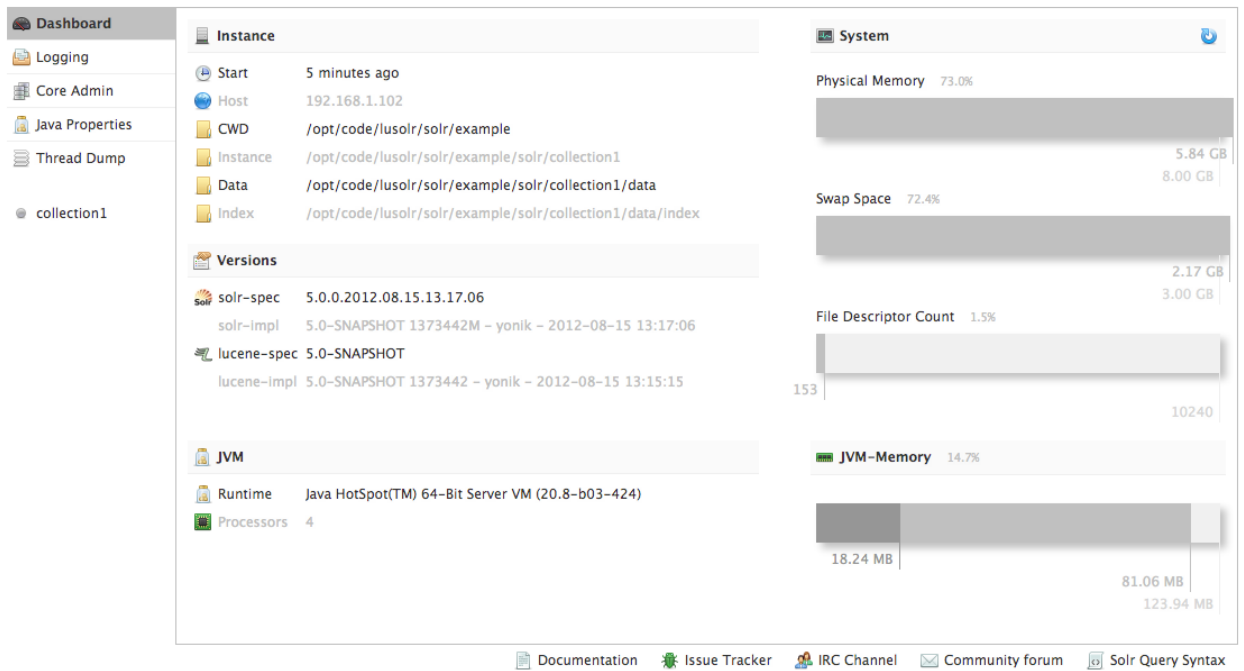 Dashboard
Logging
Core Admin
Java Properties
Thread Dump
collection1
Instance
Start 5 minutes ago
Host 192.168.1.102
CWD /opt/code/lusolr/solr/example
Instance /opt/code/lusolr/solr/example/solr/collection1
Data /opt/code/lusolr/solr/example/solr/collection1/data
Index /opt/code/lusolr/solr/example/solr/collection1/data/index
Versions
Solr solr-spec 5.0.0.2012.08.15.13.17.06
solr-impl 5.0-SNAPSHOT 1373442M - yonik - 2012-08-15 13:17:06
lucene-spec 5.0-SNAPSHOT
lucene-impl 5.0-SNAPSHOT 1373442 - yonik - 2012-08-15 13:15:15
JVM
Runtime Java HotSpot(TM) 64-Bit Server VM (20.8-b03-424)
Processors 4
System
Physical Memory 73.0%
5.84 GB
8.00 GB
Swap Space 72.4%
2.17 GB
3.00 GB
File Descriptor Count 1.5%
153
10240
JVM-Memory 14.7%
18.24 MB
81.06 MB
123.94 MB
Documentation Issue Tracker IRC Channel Community forum Solr Query Syntax